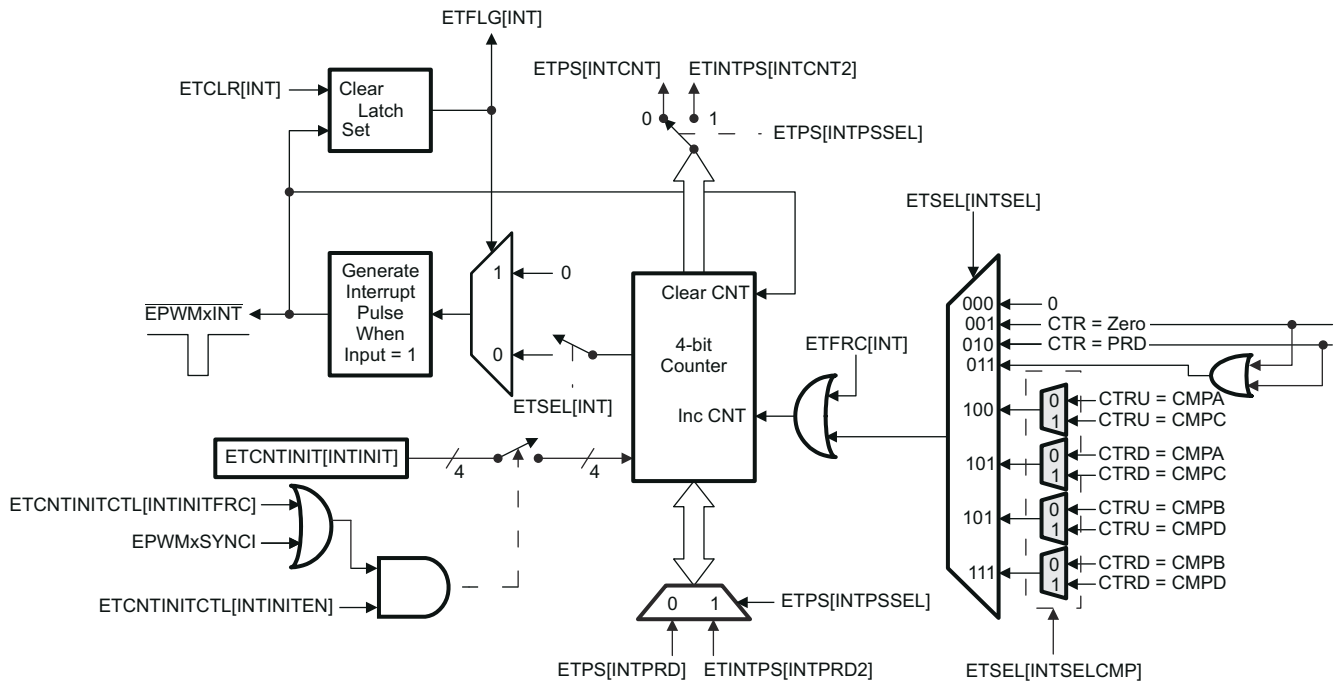 ETFLG[INT]
ETPS[INTCNT]
ETINTPS[INTCNT2]
ETCLR[INT]
Clear
Latch
Set
0
1
ETPS[INTPSSEL]
ETSEL[INTSEL]
Generate
Interrupt
Pulse
When
Input = 1
1
0
0
EPWMxINT
ETSEL[INT]
Clear CNT
4-bit
Counter
Inc CNT
ETFRC[INT]
000
0
001
CTR = Zero
010
CTR = PRD
011
100
0
CTRU = CMPA
1
CTRU = CMPC
101
0
CTRD = CMPA
1
CTRD = CMPC
101
0
CTRU = CMPB
1
CTRU = CMPD
111
0
CTRD = CMPB
1
CTRD = CMPD
ETCNTINIT[INTINIT]
4
4
ETCNTINITCTL[INTINITFRC]
EPWMxSYNCI
ETCNTINITCTL[INTINITEN]
0 1
ETPS[INTPSSEL]
ETPS[INTPRD]
ETINTPS[INTPRD2]
ETSEL[INTSELCMP]